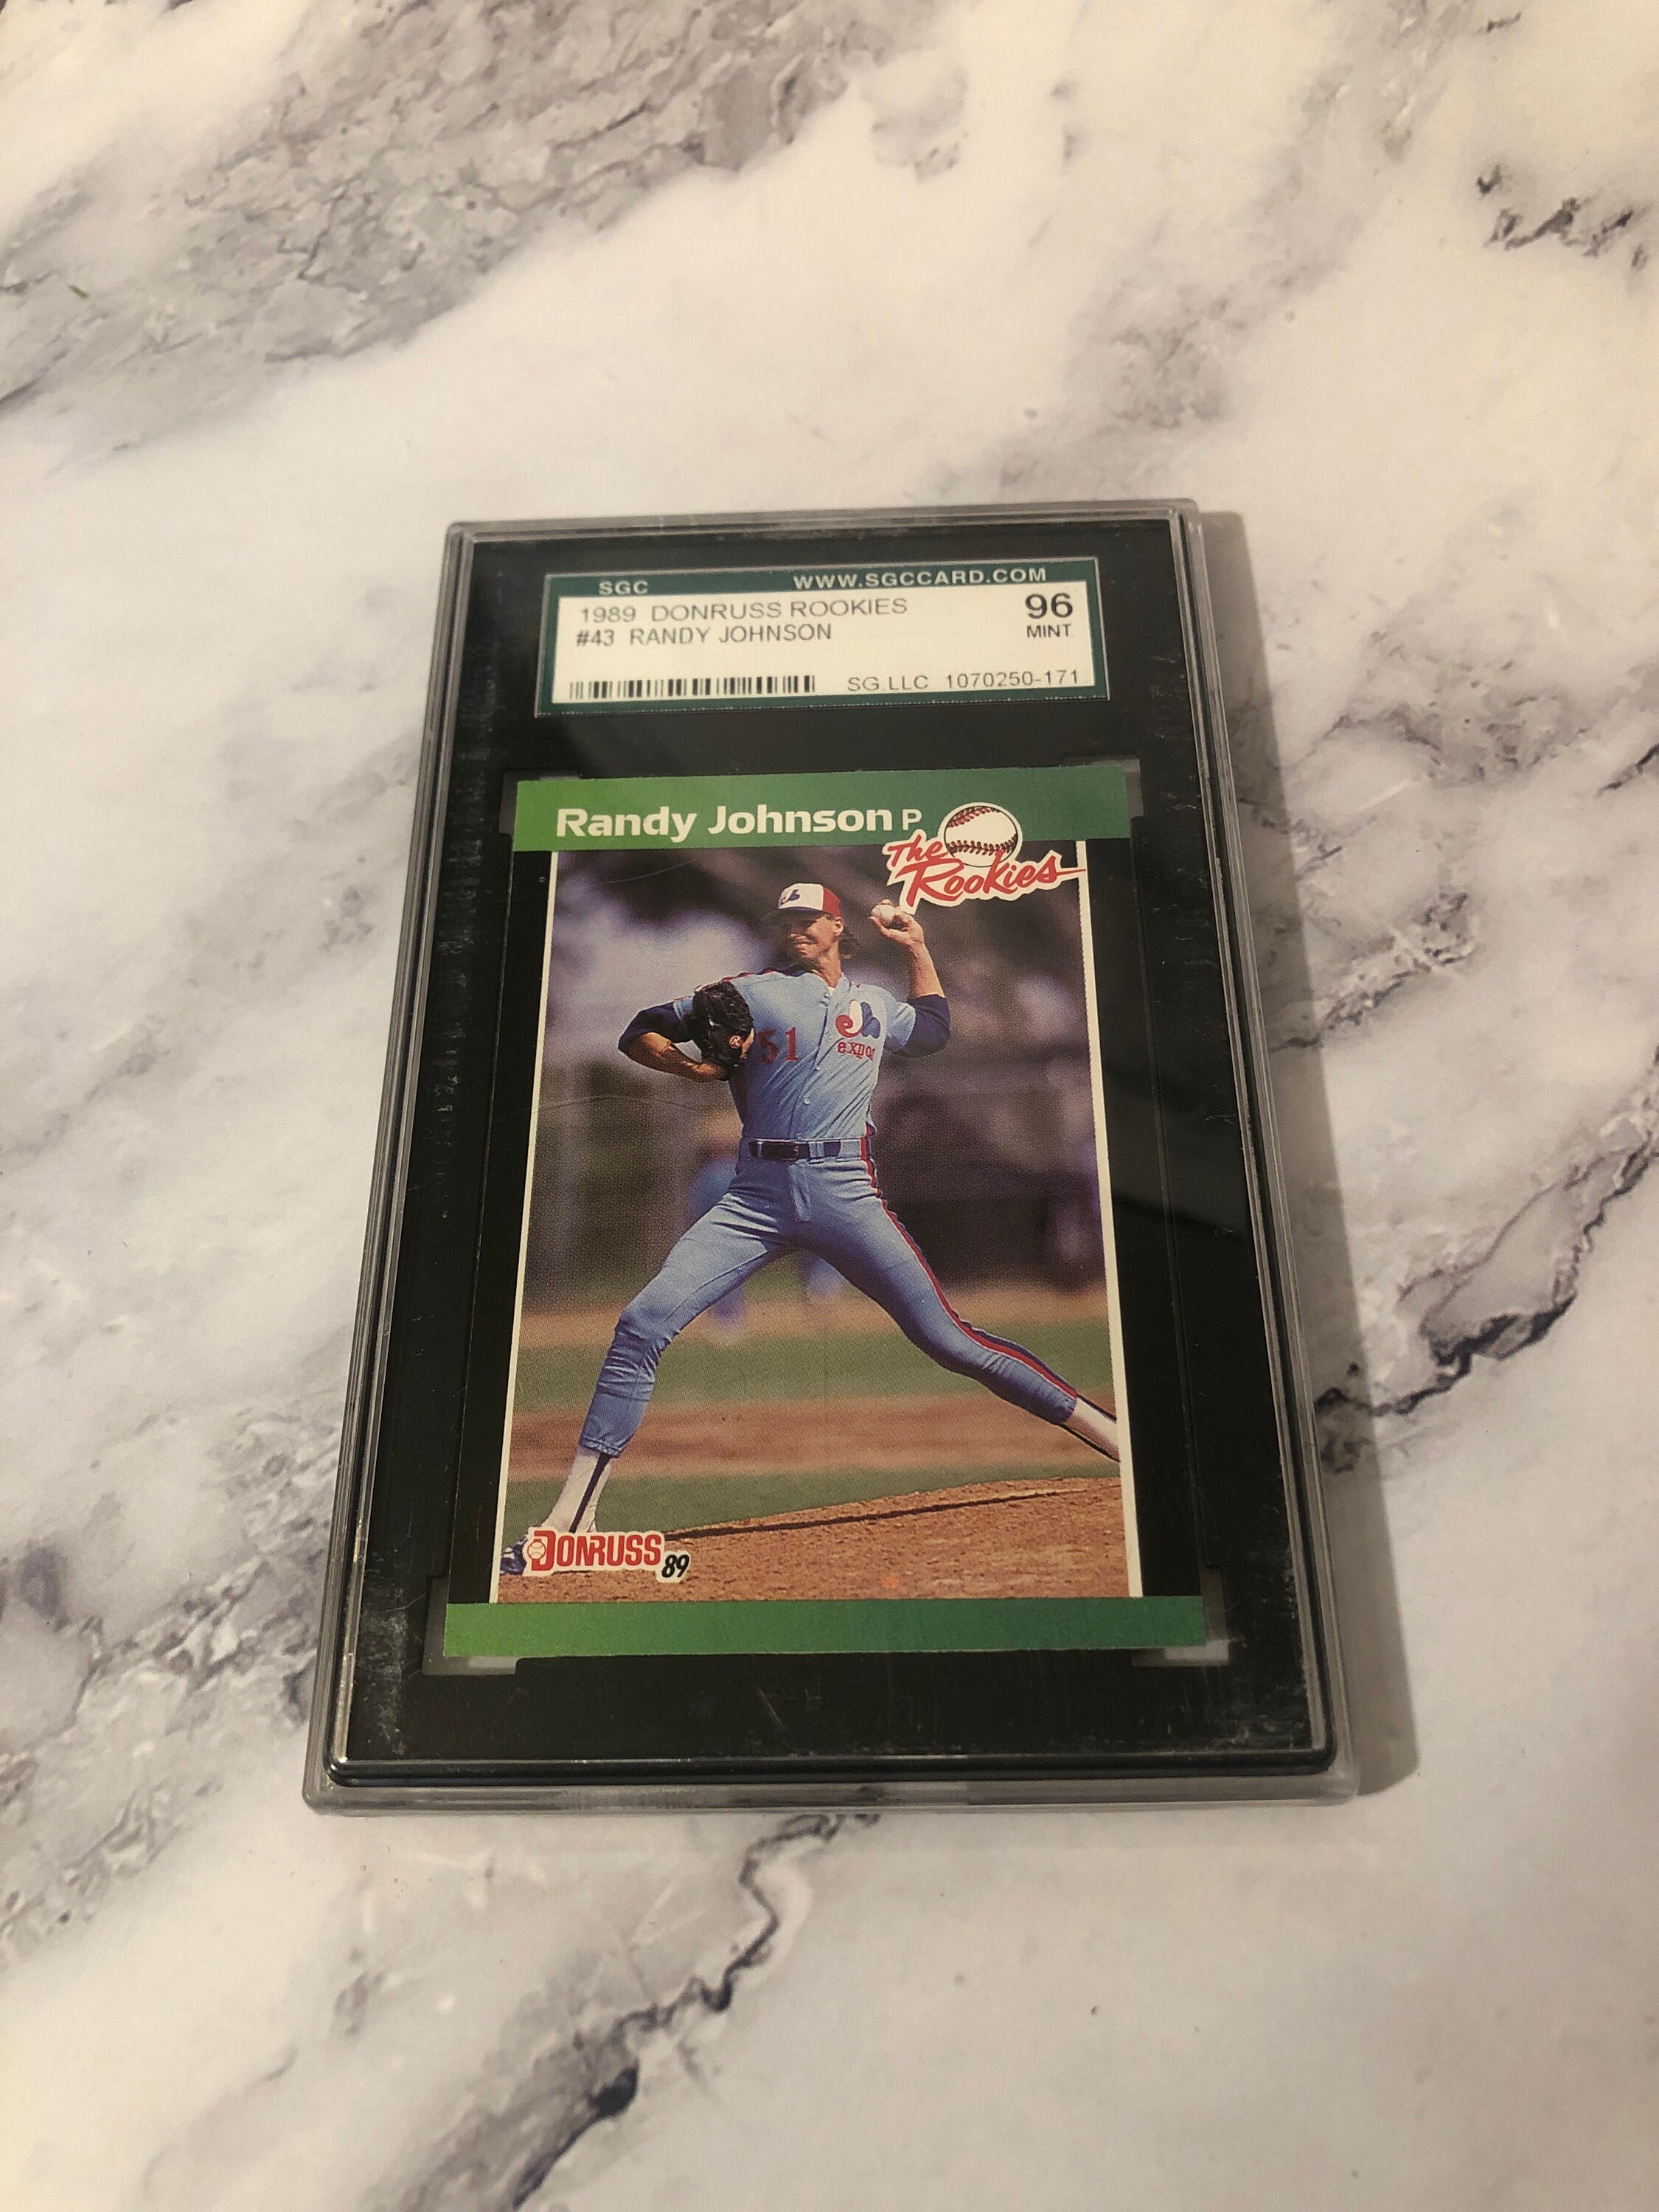 SGC WWW.SGCCARD.COM
1989 DONRUSS ROOKIES 96
#43 RANDY JOHNSON MINT
SG.LLC 1070250-171
Randy Johnson P
The
Rookies
51
expos
DONRUSS 89